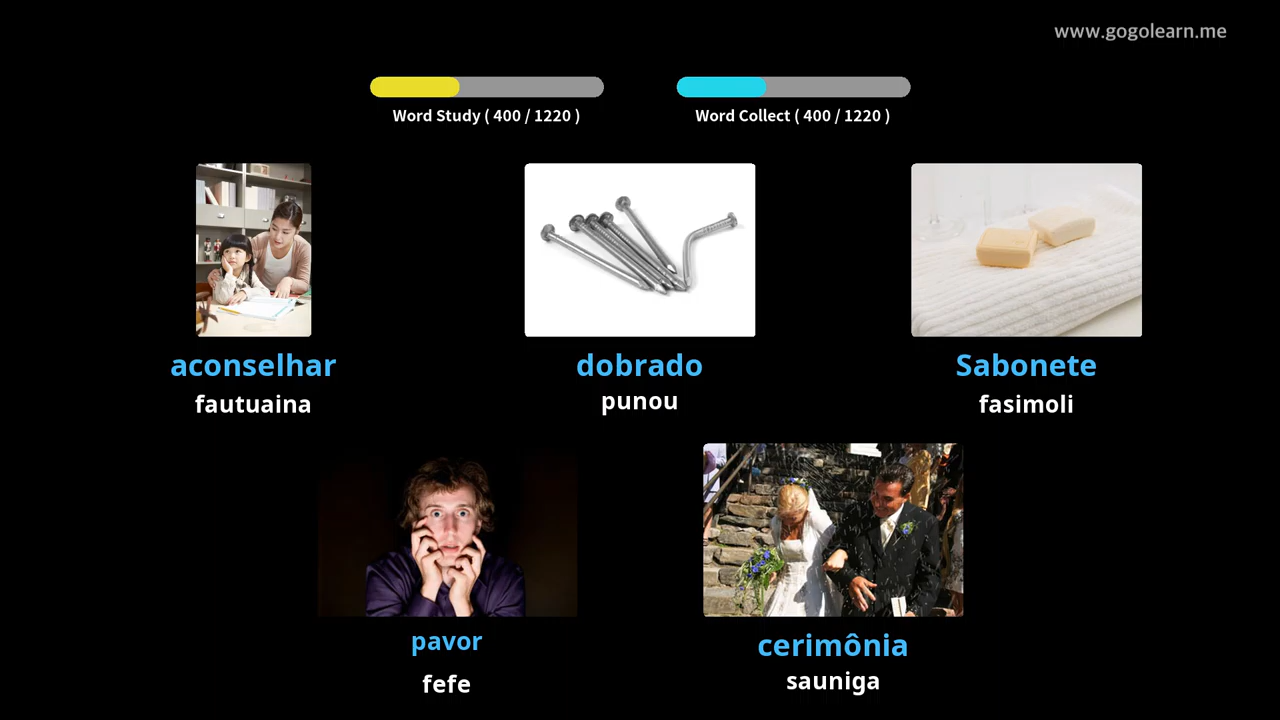 www.gogolearn.me
Word Study ( 400 / 1220 )
Word Collect ( 400 / 1220 )
aconselhar
fautuaina
dobrado
punou
Sabonete
fasimoli
pavor
fefe
cerimônia
sauniga